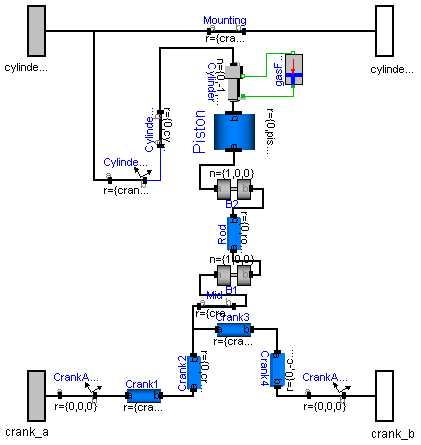 Mounting
r={cra...
cylinde...
cylinde...
n={0,-1,...
Cylinder
gasF...
Cylinde...
r={0,cy...
Piston
r={0,pis...
Cylinde...
r={cran...
n={1,0,0}
B2
Rod
r={0,ro...
n={1,0,0}
B1
Mid
r={cra...
Crank3
r={cra...
CrankA...
r={0,0,0}
Crank1
r={cra...
Crank2
r={0,cr...
Crank4
r={0,-c...
CrankA...
r={0,0,0}
crank_a
crank_b